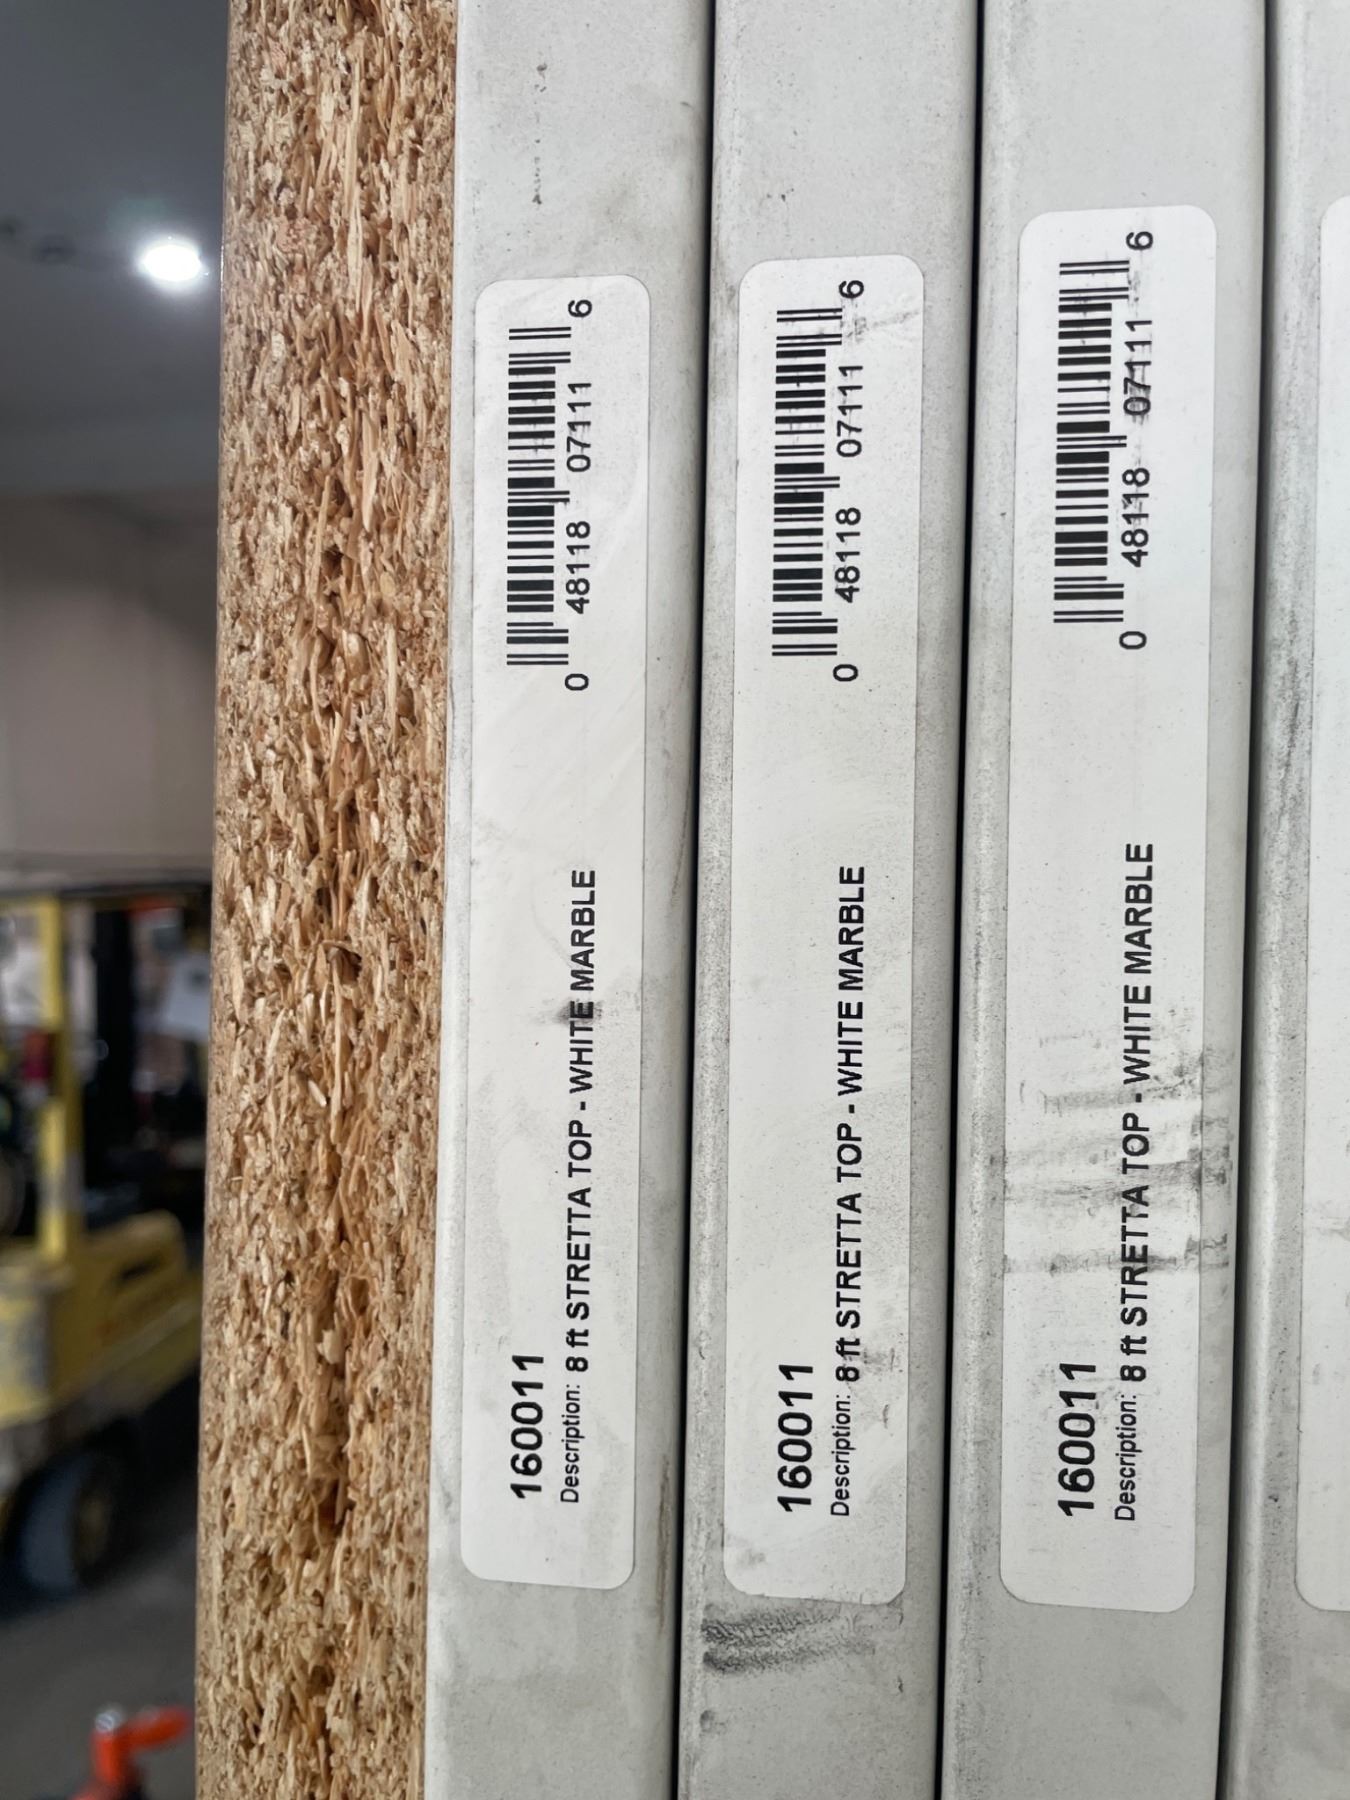 160011
Description: 8 ft STRETTA TOP - WHITE MARBLE
0 48118 07111 6
160011
Description: 8 ft STRETTA TOP - WHITE MARBLE
0 48118 07111 6
160011
Description: 8 ft STRETTA TOP - WHITE MARBLE
0 48118 07111 6